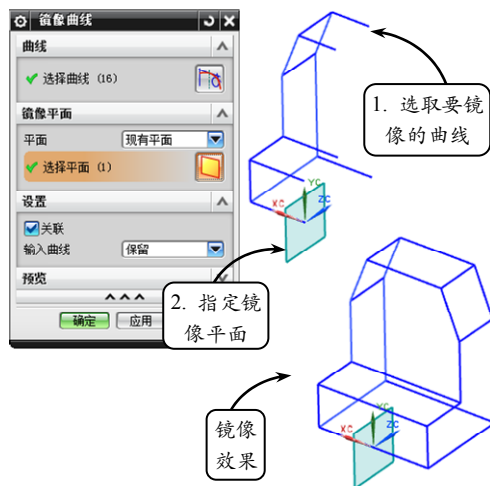 镜像曲线
曲线
选择曲线 (16)
镜像平面
平面
现有平面
选择平面 (1)
设置
关联
输入曲线
保留
预览
确定
应用
1. 选取要镜
像的曲线
YC
XC
ZC
2. 指定镜
像平面
镜像
效果
YC
XC
ZC